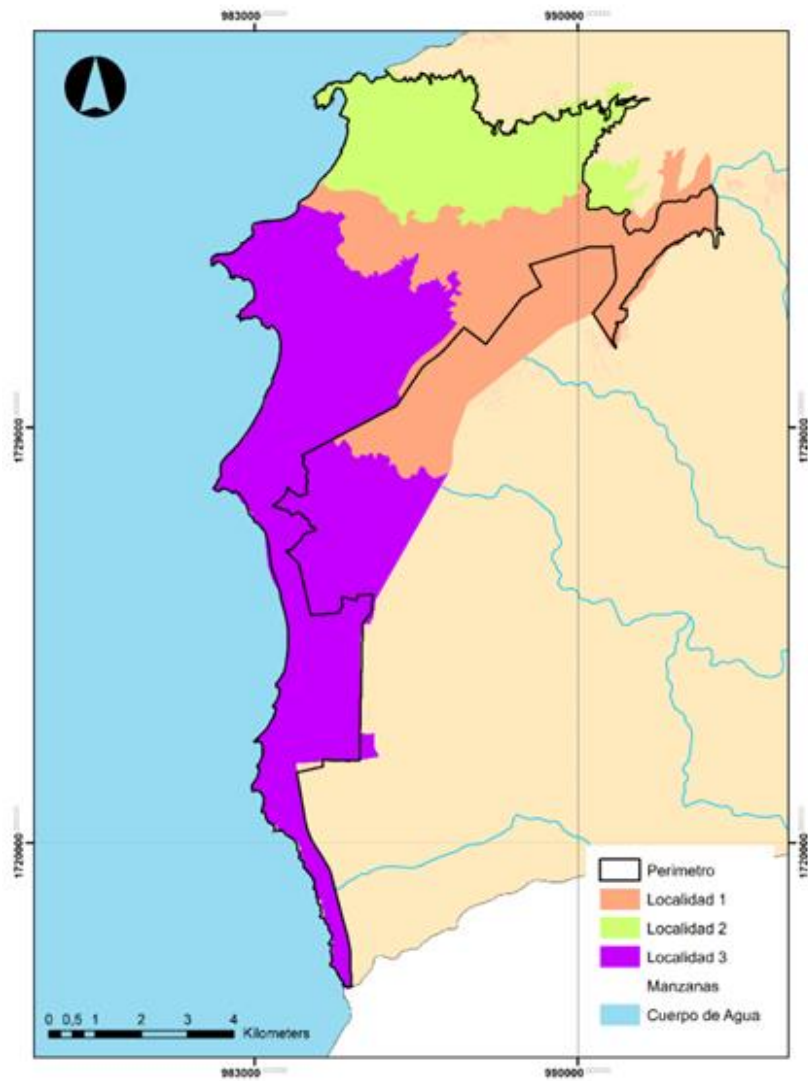 983000
990000
1729000
1729000
1720000
1720000
Perimetro
Localidad 1
Localidad 2
Localidad 3
Manzanas
Cuerpo de Agua
0 0,5 1 2 3 4
Kilometers
983000
990000